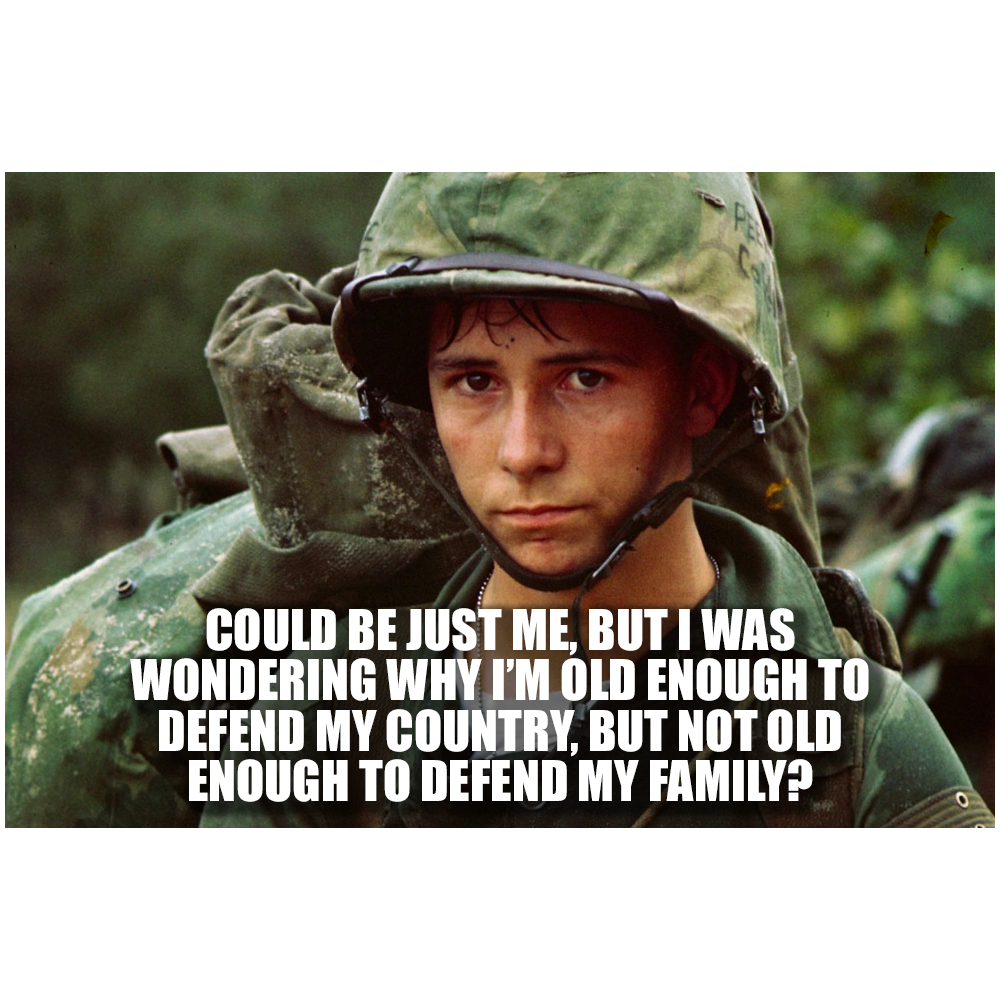 COULD BE JUST ME, BUT I WAS
WONDERING WHY I’M OLD ENOUGH TO
DEFEND MY COUNTRY, BUT NOT OLD
ENOUGH TO DEFEND MY FAMILY?